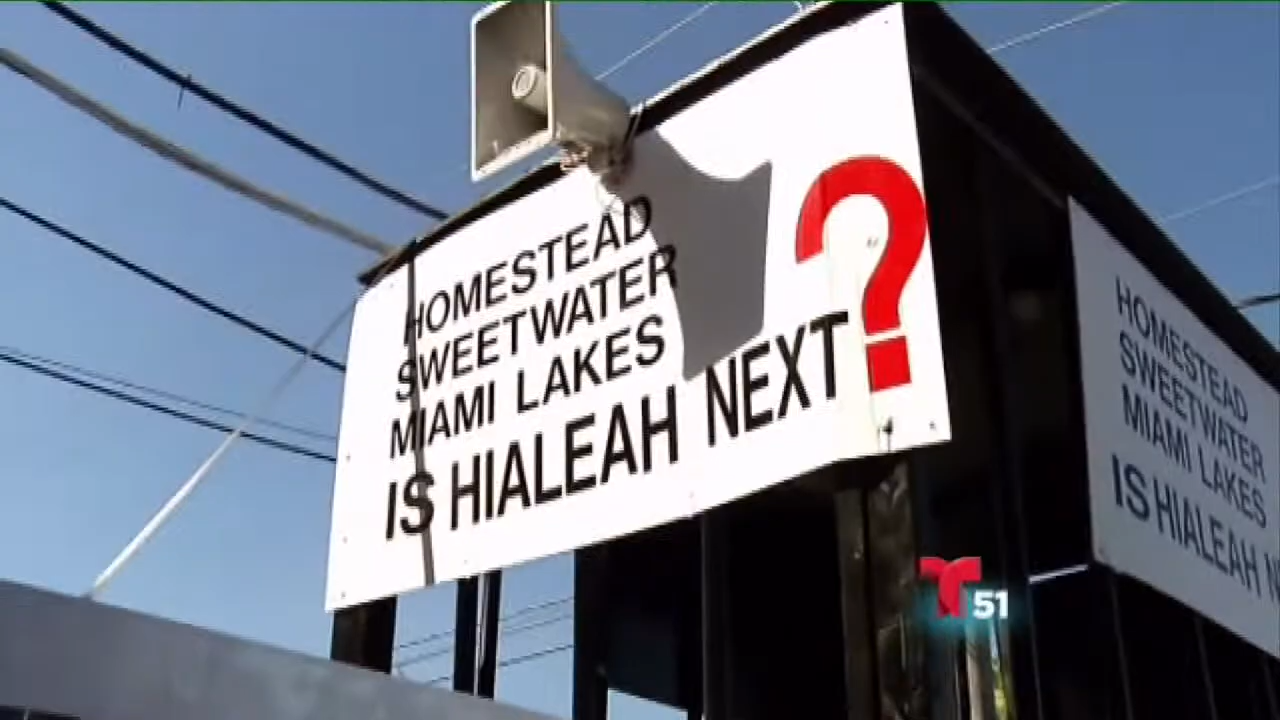 HOMESTEAD
SWEETWATER
MIAMI LAKES
IS HIALEAH NEXT?
HOMESTEAD
SWEETWATER
MIAMI LAKES
IS HIALEAH N
T 51